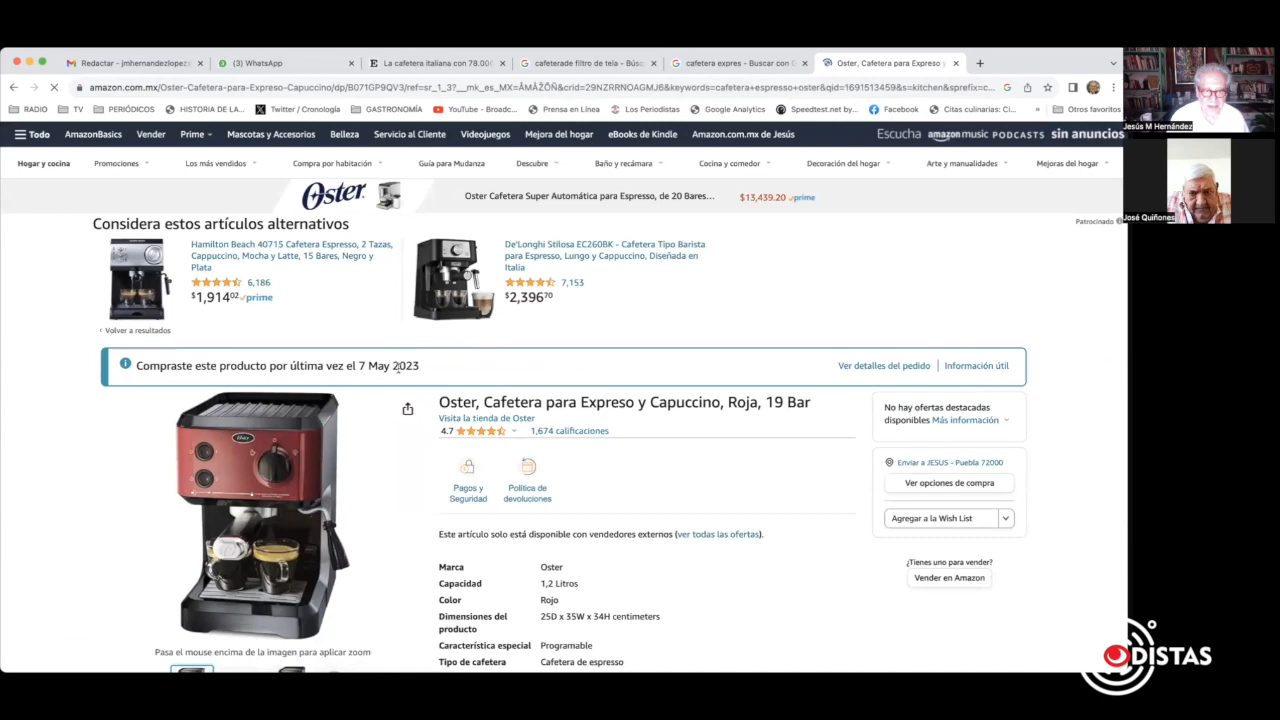 Redactar - jmhernandezlopez
(3) WhatsApp
La cafetera italiana con 78.000
cafeterade filtro de tela - Búsq
cafetera expres - Buscar con G
Oster, Cafetera para Expreso y
amazon.com.mx/Oster-Cafetera-para-Expreso-Capuccino/dp/B071GP9QV3/ref=sr_1_3?__mk_es_MX=ÅMÅŽÕÑ&crid=29NZRRNOAGMJ6&keywords=cafetera+espresso+oster&qid=1691513459&s=kitchen&sprefix=c...
RADIO
TV
PERIÓDICOS
HISTORIA DE LA...
Twitter / Cronología
GASTRONOMÍA
YouTube - Broadc...
Prensa en Línea
Los Periodistas
Google Analytics
Speedtest.net by...
Facebook
Citas culinarias: Ci...
»
Otros favoritos
Todo
AmazonBasics
Vender
Prime
Mascotas y Accesorios
Belleza
Servicio al Cliente
Videojuegos
Mejora del hogar
eBooks de Kindle
Amazon.com.mx de Jesús
Escucha amazon music PODCASTS sin anuncios
Hogar y cocina
Promociones
Los más vendidos
Compra por habitación
Guía para Mudanza
Descubre
Baño y recámara
Cocina y comedor
Decoración del hogar
Arte y manualidades
Mejoras del hogar
Oster
Oster Cafetera Super Automática para Espresso, de 20 Bares...
$13,439.20 prime
Considera estos artículos alternativos
Patrocinado
Hamilton Beach 40715 Cafetera Espresso, 2 Tazas,
Cappuccino, Mocha y Latte, 15 Bares, Negro y
Plata
6,186
$1,91402 prime
De'Longhi Stilosa EC260BK - Cafetera Tipo Barista
para Espresso, Lungo y Cappuccino, Diseñada en
Italia
7,153
$2,39670
‹ Volver a resultados
Compraste este producto por última vez el 7 May 2023
Ver detalles del pedido
Información útil
Oster, Cafetera para Expreso y Capuccino, Roja, 19 Bar
Visita la tienda de Oster
4.7
1,674 calificaciones
Pagos y
Seguridad
Política de
devoluciones
Este artículo solo está disponible con vendedores externos (ver todas las ofertas).
Marca Oster
Capacidad 1,2 Litros
Color Rojo
Dimensiones del 25D x 35W x 34H centimeters
producto
Característica especial Programable
Tipo de cafetera Cafetera de espresso
Oster
Pasa el mouse encima de la imagen para aplicar zoom
No hay ofertas destacadas
disponibles Más información
Enviar a JESUS - Puebla 72000
Ver opciones de compra
Agregar a la Wish List
¿Tienes uno para vender?
Vender en Amazon
Jesús M Hernández
José Quiñones
DISTAS